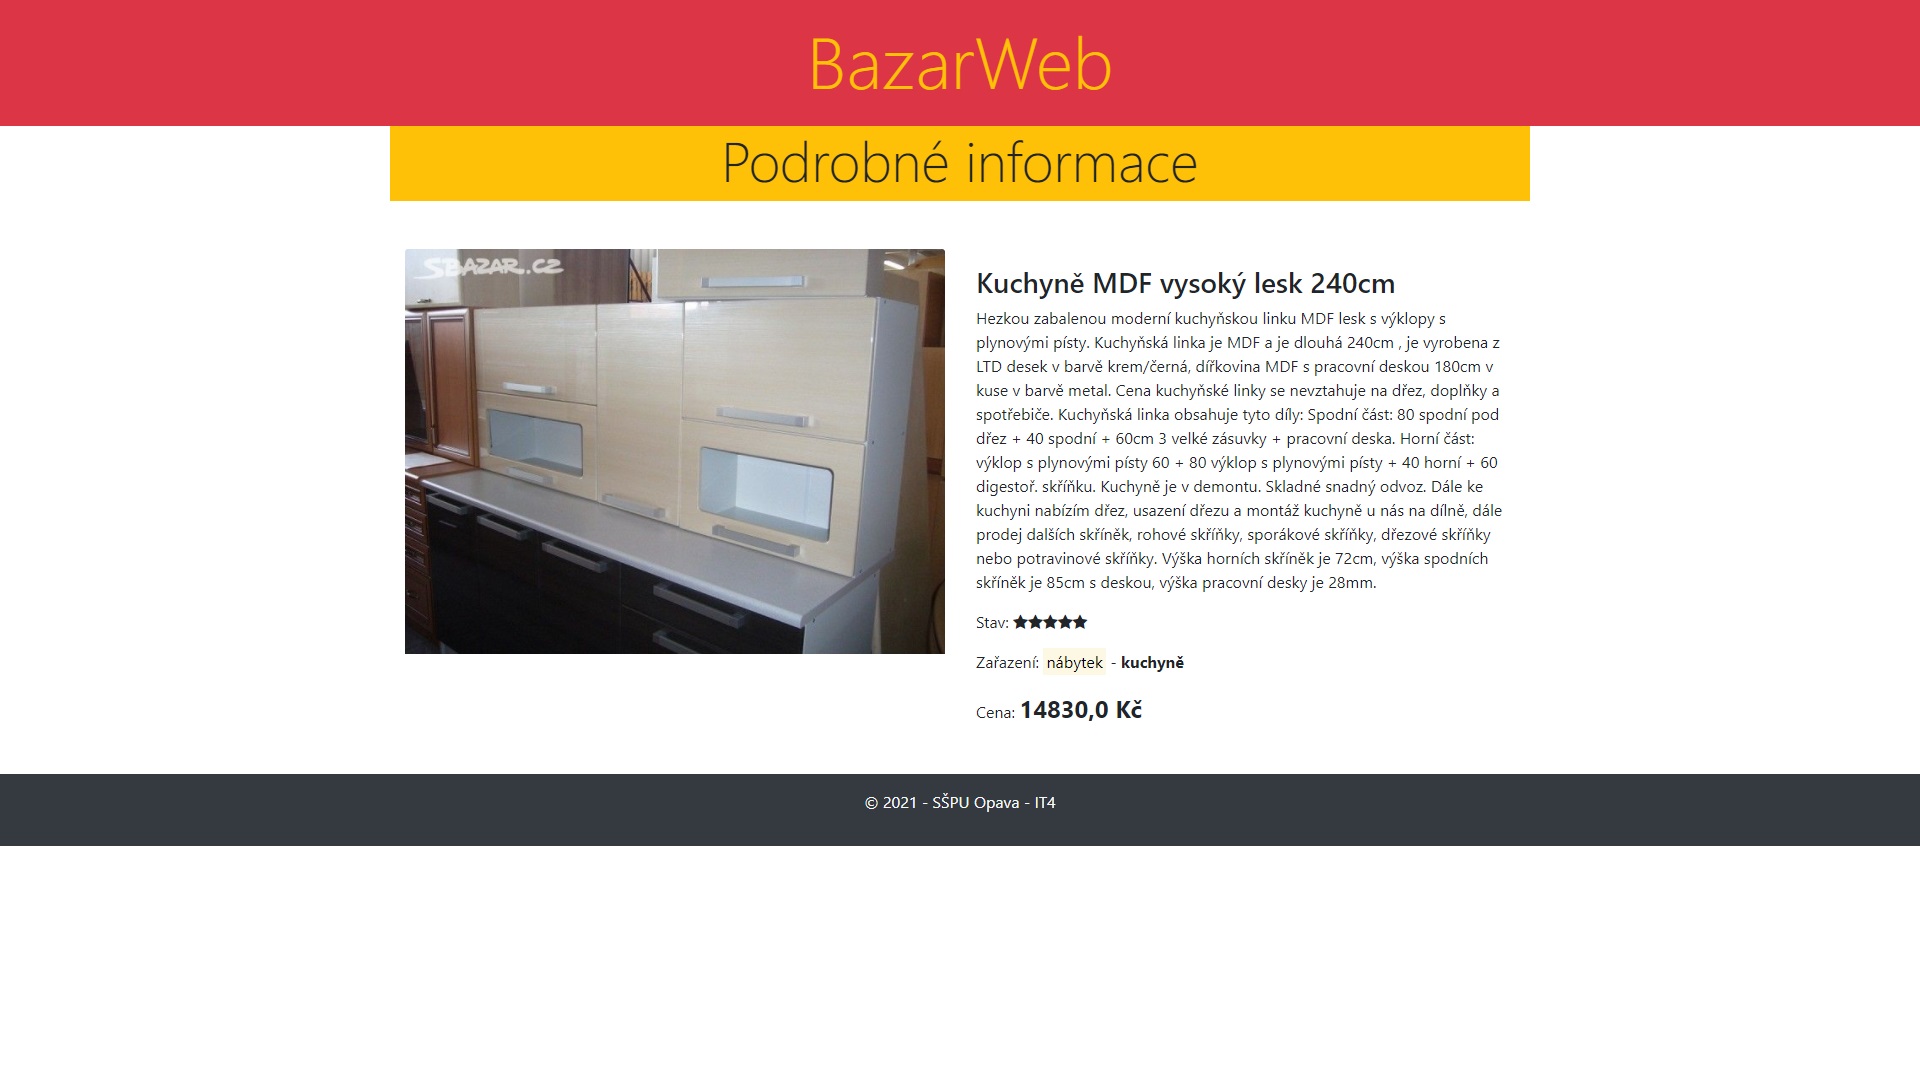 BazarWeb
Podrobné informace
SBAZAR.CZ
Kuchyně MDF vysoký lesk 240cm
Hezkou zabalenou moderní kuchyňskou linku MDF lesk s výklopy s
plynovými písty. Kuchyňská linka je MDF a je dlouhá 240cm , je vyrobena z
LTD desek v barvě krem/černá, dířkovina MDF s pracovní deskou 180cm v
kuse v barvě metal. Cena kuchyňské linky se nevztahuje na dřez, doplňky a
spotřebiče. Kuchyňská linka obsahuje tyto díly: Spodní část: 80 spodní pod
dřez + 40 spodní + 60cm 3 velké zásuvky + pracovní deska. Horní část:
výklop s plynovými písty 60 + 80 výklop s plynovými písty + 40 horní + 60
digestoř. skříňku. Kuchyně je v demontu. Skladné snadný odvoz. Dále ke
kuchyni nabízím dřez, usazení dřezu a montáž kuchyně u nás na dílně, dále
prodej dalších skříněk, rohové skříňky, sporákové skříňky, dřezové skříňky
nebo potravinové skříňky. Výška horních skříněk je 72cm, výška spodních
skříněk je 85cm s deskou, výška pracovní desky je 28mm.
Stav: ★★★★★
Zařazení: nábytek - kuchyně
Cena: 14830,0 Kč
© 2021 - SŠPU Opava - IT4